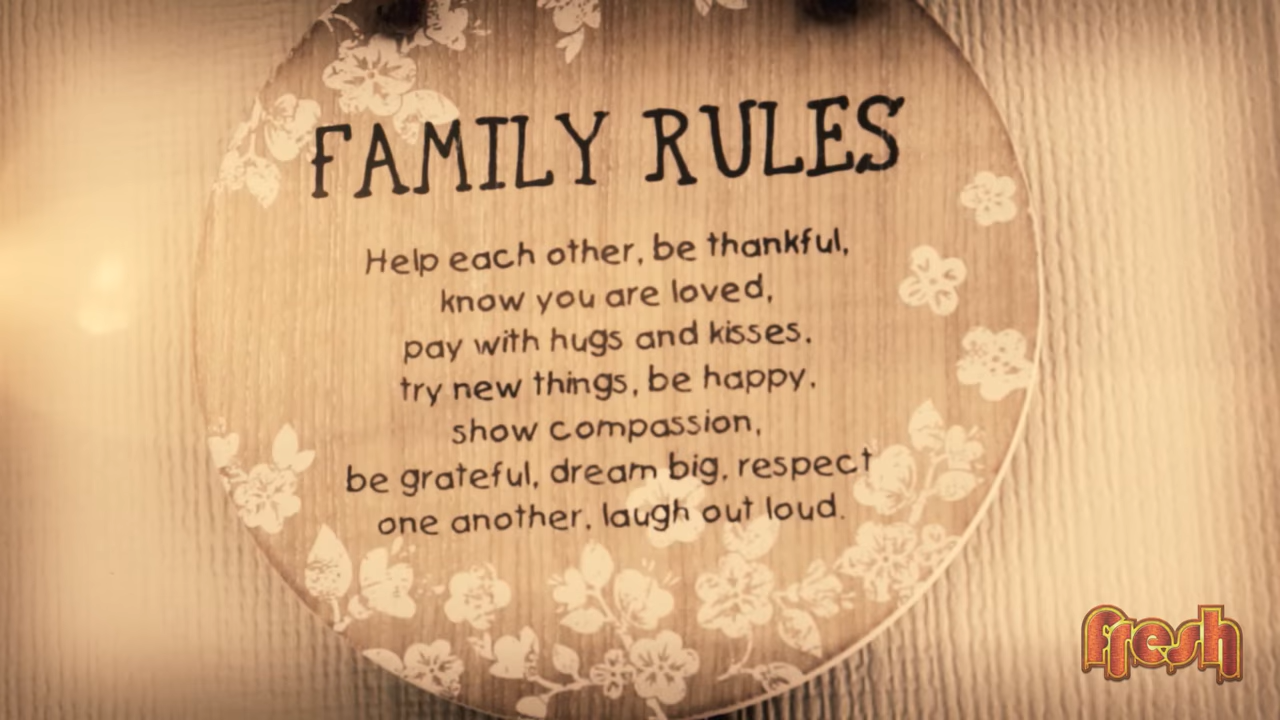 FAMILY RULES
Help each other, be thankful,
know you are loved,
pay with hugs and kisses,
try new things, be happy,
show compassion,
be grateful, dream big, respect
one another, laugh out loud.
fresh